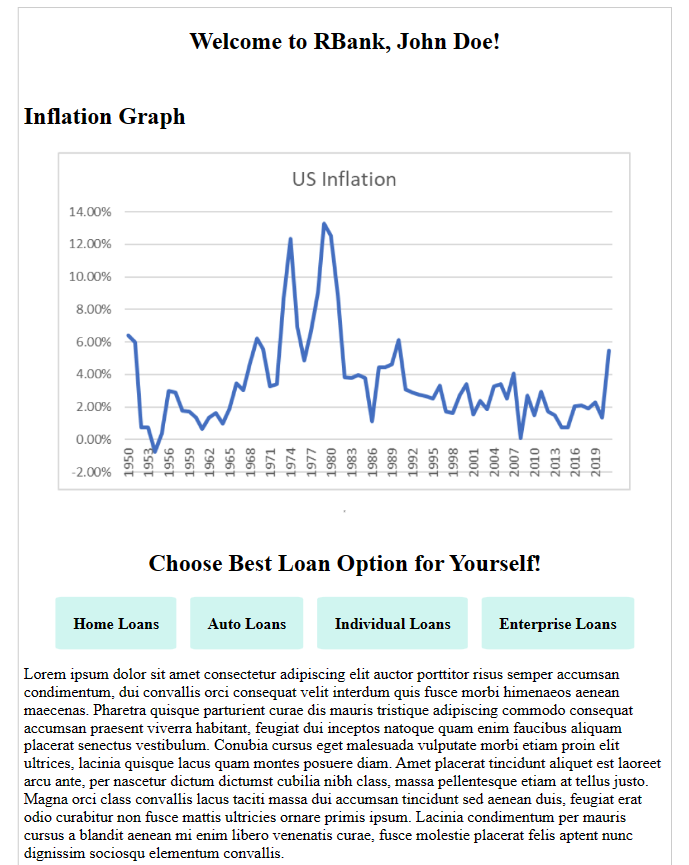 Welcome to RBank, John Doe!
Inflation Graph
US Inflation
14.00%
12.00%
10.00%
8.00%
6.00%
4.00%
2.00%
0.00%
-2.00%
1950 1953 1956 1959 1962 1965 1968 1971 1974 1977 1980 1983 1986 1989 1992 1995 1998 2001 2004 2007 2010 2013 2016 2019
.
Choose Best Loan Option for Yourself!
Home Loans Auto Loans Individual Loans Enterprise Loans
Lorem ipsum dolor sit amet consectetur adipiscing elit auctor porttitor risus semper accumsan
condimentum, dui convallis orci consequat velit interdum quis fusce morbi himenaeos aenean
maecenas. Pharetra quisque parturient curae dis mauris tristique adipiscing commodo consequat
accumsan praesent viverra habitant, feugiat dui inceptos natoque quam enim faucibus aliquam
placerat senectus vestibulum. Conubia cursus eget malesuada vulputate morbi etiam proin elit
ultrices, lacinia quisque lacus quam montes posuere diam. Amet placerat tincidunt aliquet est laoreet
arcu ante, per nascetur dictum dictumst cubilia nibh class, massa pellentesque etiam at tellus justo.
Magna orci class convallis lacus taciti massa dui accumsan tincidunt sed aenean duis, feugiat erat
odio curabitur non fusce mattis ultricies ornare primis ipsum. Lacinia condimentum per mauris
cursus a blandit aenean mi enim libero venenatis curae, fusce molestie placerat felis aptent nunc
dignissim sociosqu elementum convallis.